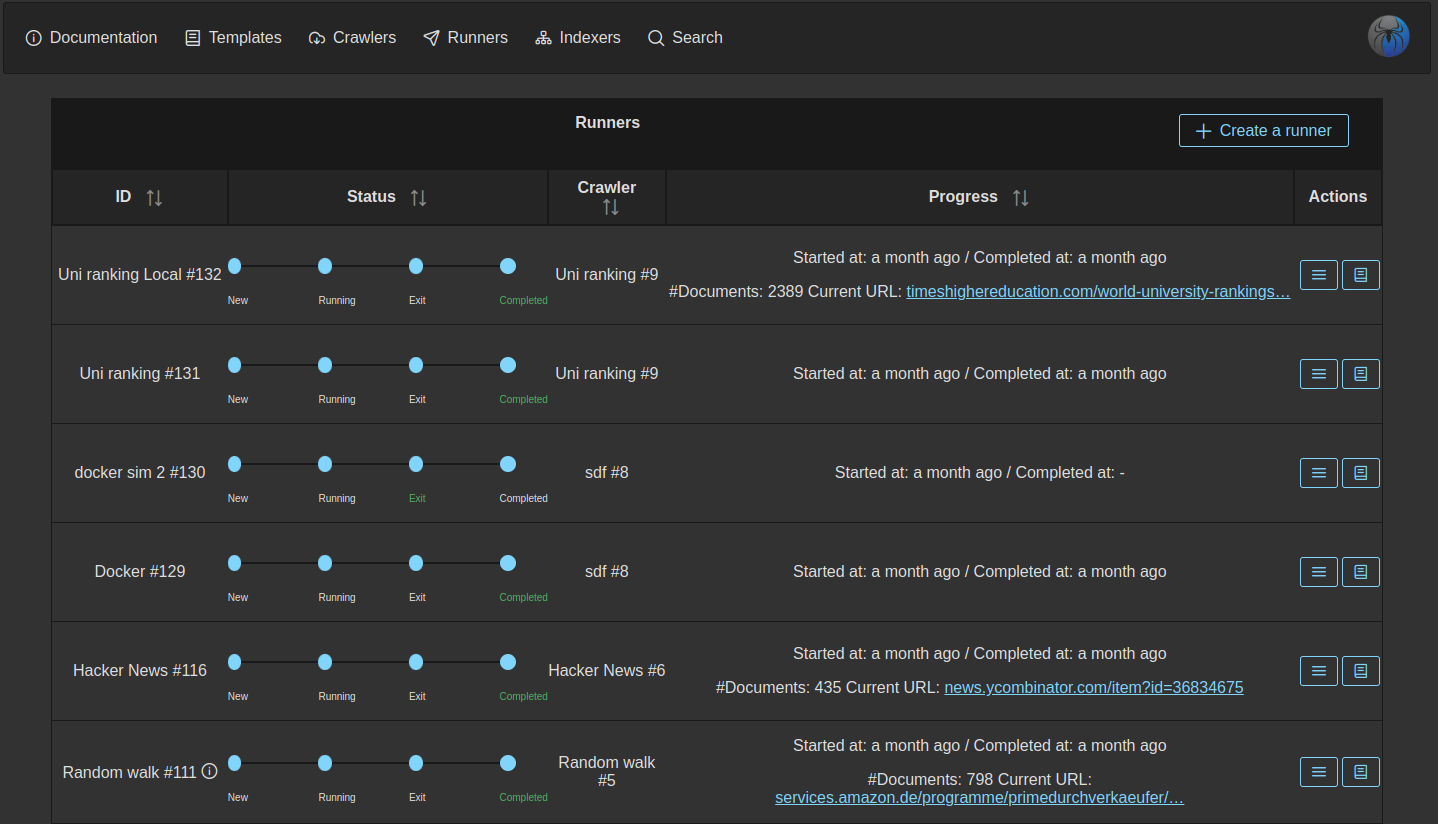 Documentation Templates Crawlers Runners Indexers Search
Runners
Create a runner
ID Status Crawler Progress Actions
Started at: a month ago / Completed at: a month ago
Uni ranking Local #132 Uni ranking #9
#Documents: 2389 Current URL: timeshighereducation.com/world-university-rankings…
New Running Exit Completed
Uni ranking #131 Uni ranking #9 Started at: a month ago / Completed at: a month ago
New Running Exit Completed
docker sim 2 #130 sdf #8 Started at: a month ago / Completed at: -
New Running Exit Completed
Docker #129 sdf #8 Started at: a month ago / Completed at: a month ago
New Running Exit Completed
Started at: a month ago / Completed at: a month ago
Hacker News #116 Hacker News #6
#Documents: 435 Current URL: news.ycombinator.com/item?id=36834675
New Running Exit Completed
Started at: a month ago / Completed at: a month ago
Random walk #111 Random walk
#5
#Documents: 798 Current URL:
services.amazon.de/programme/primedurchverkaeufer/…
New Running Exit Completed